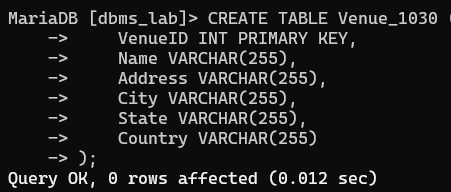 MariaDB [dbms_lab]> CREATE TABLE Venue_1030 (
    ->     VenueID INT PRIMARY KEY,
    ->     Name VARCHAR(255),
    ->     Address VARCHAR(255),
    ->     City VARCHAR(255),
    ->     State VARCHAR(255),
    ->     Country VARCHAR(255)
    -> );
Query OK, 0 rows affected (0.012 sec)